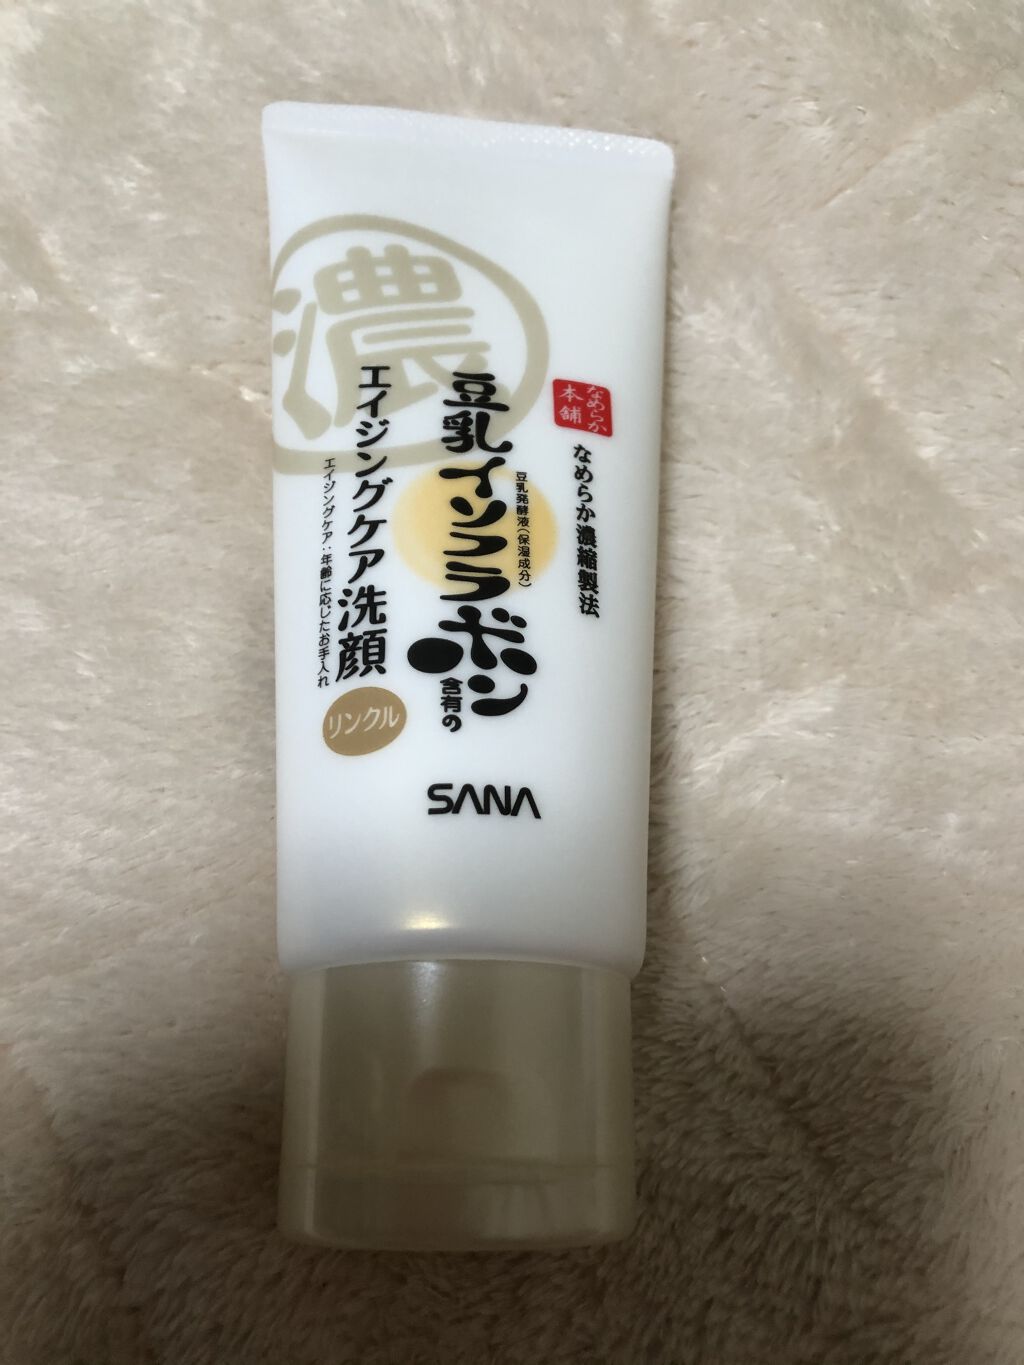 なめらか
本舗
なめらか濃縮製法
豆乳発酵液(保湿成分)
豆乳イソフラボン
含有の
濃
エイジングケア洗顔
エイジングケア:年齢に応じたお手入れ
リンクル
SANA